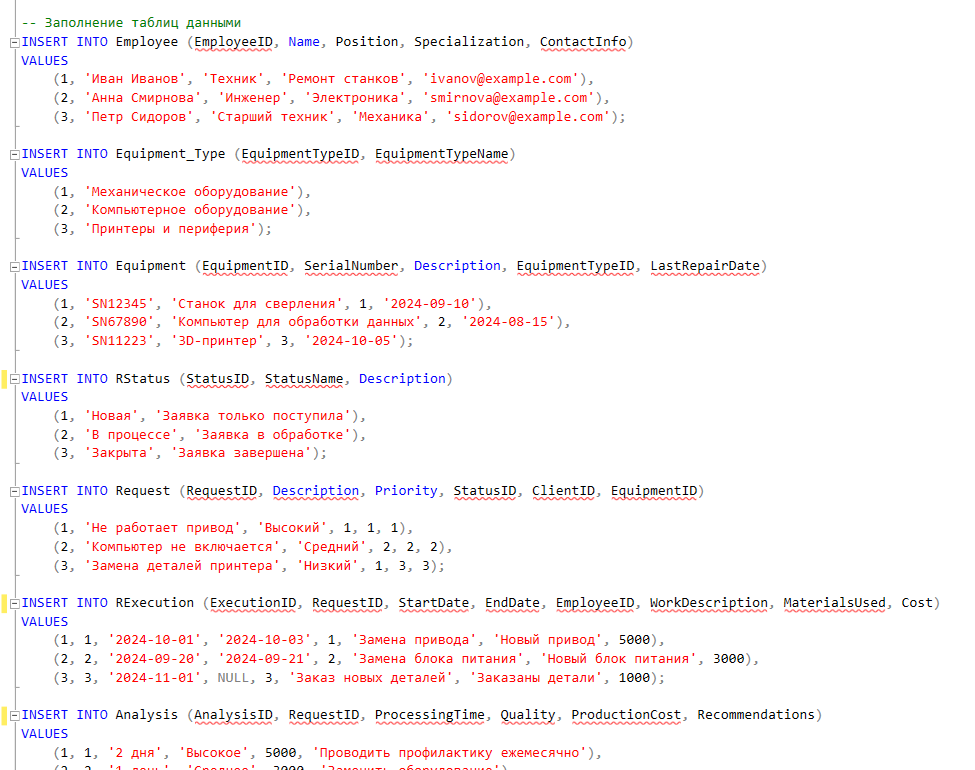 -- Заполнение таблиц данными
INSERT INTO Employee (EmployeeID, Name, Position, Specialization, ContactInfo)
VALUES
(1, 'Иван Иванов', 'Техник', 'Ремонт станков', 'ivanov@example.com'),
(2, 'Анна Смирнова', 'Инженер', 'Электроника', 'smirnova@example.com'),
(3, 'Петр Сидоров', 'Старший техник', 'Механика', 'sidorov@example.com');
INSERT INTO Equipment_Type (EquipmentTypeID, EquipmentTypeName)
VALUES
(1, 'Механическое оборудование'),
(2, 'Компьютерное оборудование'),
(3, 'Принтеры и периферия');
INSERT INTO Equipment (EquipmentID, SerialNumber, Description, EquipmentTypeID, LastRepairDate)
VALUES
(1, 'SN12345', 'Станок для сверления', 1, '2024-09-10'),
(2, 'SN67890', 'Компьютер для обработки данных', 2, '2024-08-15'),
(3, 'SN11223', '3D-принтер', 3, '2024-10-05');
INSERT INTO RStatus (StatusID, StatusName, Description)
VALUES
(1, 'Новая', 'Заявка только поступила'),
(2, 'В процессе', 'Заявка в обработке'),
(3, 'Закрыта', 'Заявка завершена');
INSERT INTO Request (RequestID, Description, Priority, StatusID, ClientID, EquipmentID)
VALUES
(1, 'Не работает привод', 'Высокий', 1, 1, 1),
(2, 'Компьютер не включается', 'Средний', 2, 2, 2),
(3, 'Замена деталей принтера', 'Низкий', 1, 3, 3);
INSERT INTO RExecution (ExecutionID, RequestID, StartDate, EndDate, EmployeeID, WorkDescription, MaterialsUsed, Cost)
VALUES
(1, 1, '2024-10-01', '2024-10-03', 1, 'Замена привода', 'Новый привод', 5000),
(2, 2, '2024-09-20', '2024-09-21', 2, 'Замена блока питания', 'Новый блок питания', 3000),
(3, 3, '2024-11-01', NULL, 3, 'Заказ новых деталей', 'Заказаны детали', 1000);
INSERT INTO Analysis (AnalysisID, RequestID, ProcessingTime, Quality, ProductionCost, Recommendations)
VALUES
(1, 1, '2 дня', 'Высокое', 5000, 'Проводить профилактику ежемесячно'),